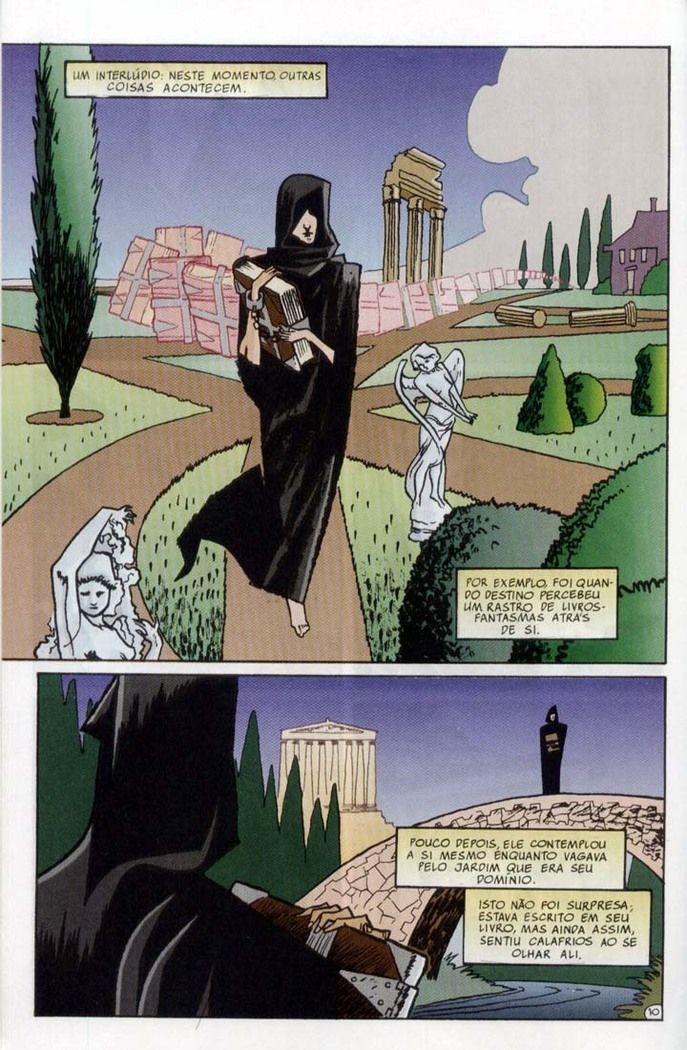 UM INTERLÚDIO: NESTE MOMENTO, OUTRAS
COISAS ACONTECEM.
POR EXEMPLO, FOI QUAN-
DO DESTINO PERCEBEU
UM RASTRO DE LIVROS-
FANTASMAS ATRÁS
DE SI.
POUCO DEPOIS, ELE CONTEMPLOU
A SI MESMO ENQUANTO VAGAVA
PELO JARDIM QUE ERA SEU
DOMÍNIO.
ISTO NÃO FOI SURPRESA;
ESTAVA ESCRITO EM SEU
LIVRO, MAS AINDA ASSIM,
SENTIU CALAFRIOS AO SE
OLHAR ALI.
10